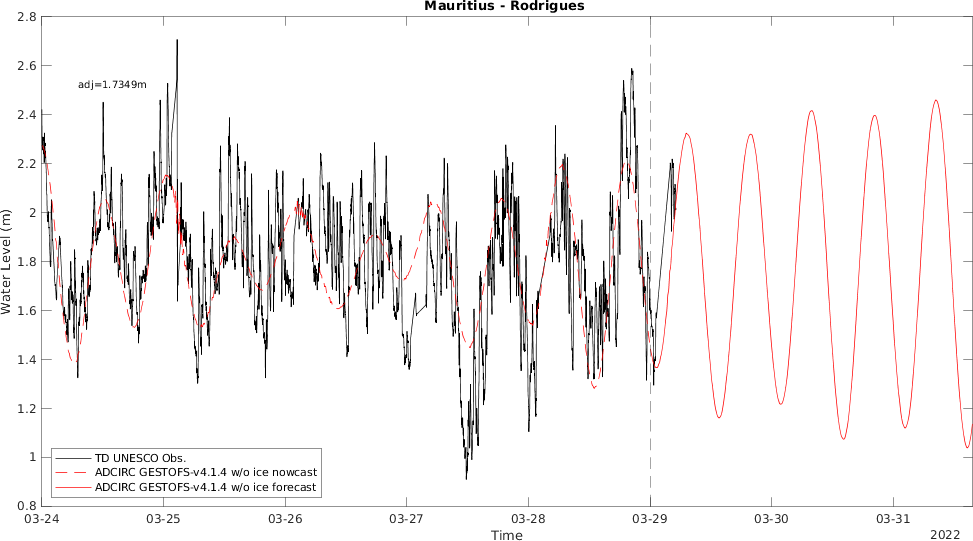 Mauritius - Rodrigues
2.8
2.6
adj=1.7349m
2.4
2.2
2
Water Level (m)
1.8
1.6
1.4
1.2
1
0.8
TD UNESCO Obs.
ADCIRC GESTOFS-v4.1.4 w/o ice nowcast
ADCIRC GESTOFS-v4.1.4 w/o ice forecast
03-24 03-25 03-26 03-27 03-28 03-29 03-30 03-31
Time
2022